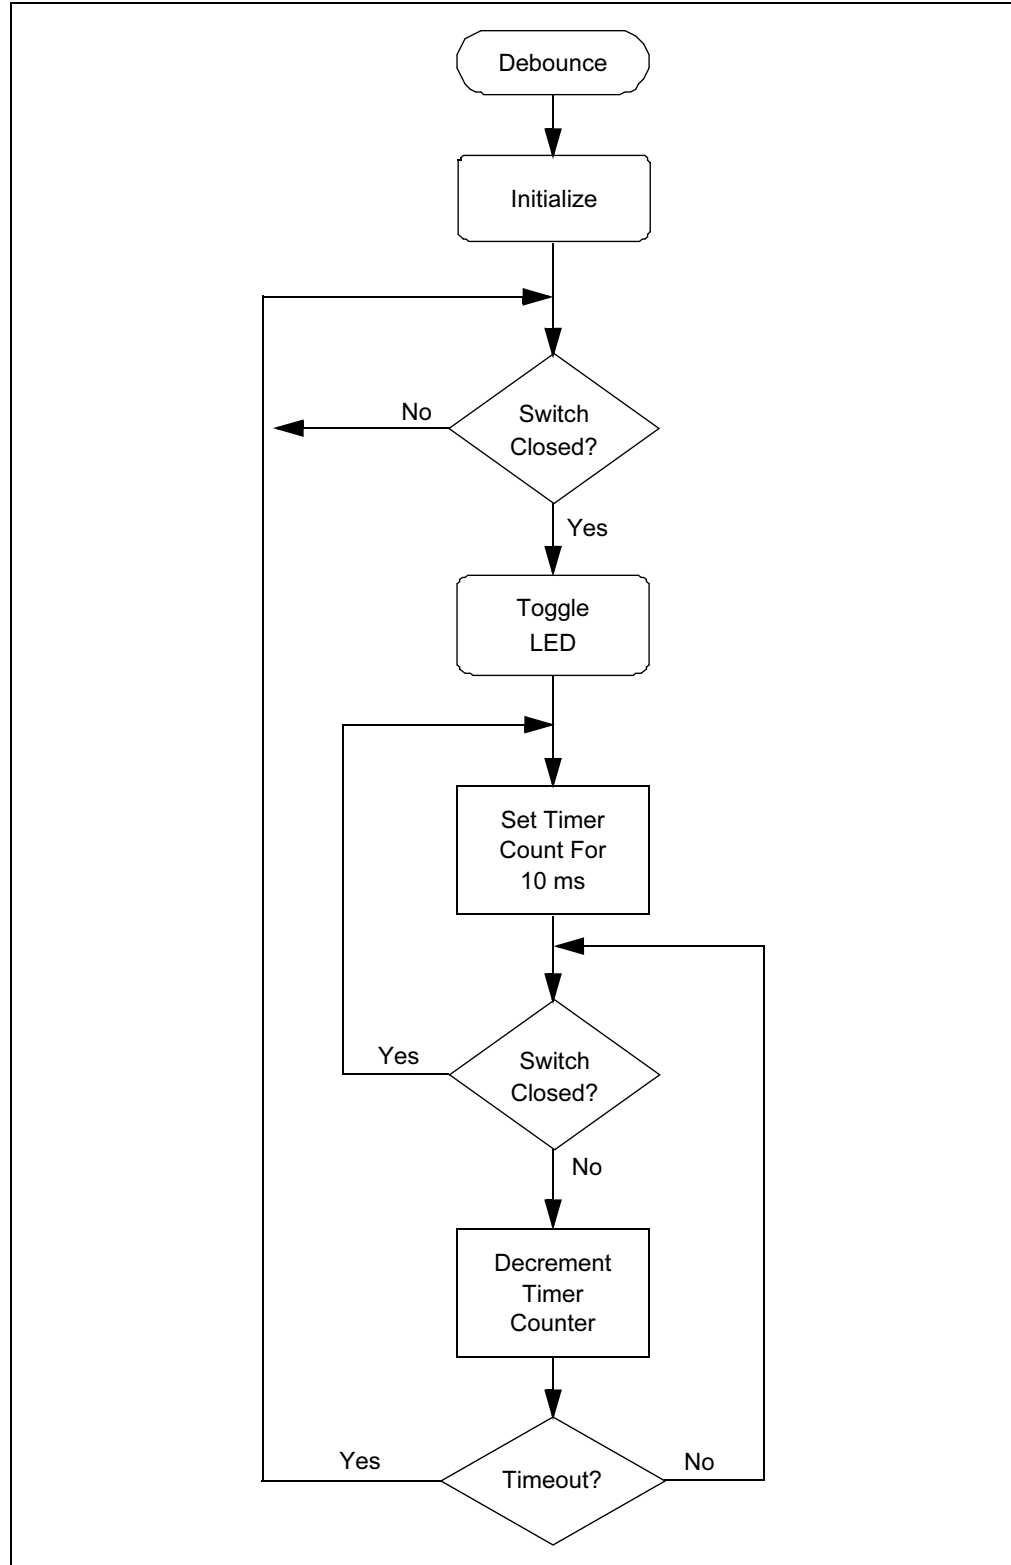 Debounce
Initialize
No
Switch
Closed?
Yes
Toggle
LED
Set Timer
Count For
10 ms
Yes
Switch
Closed?
No
Decrement
Timer
Counter
Yes
Timeout?
No